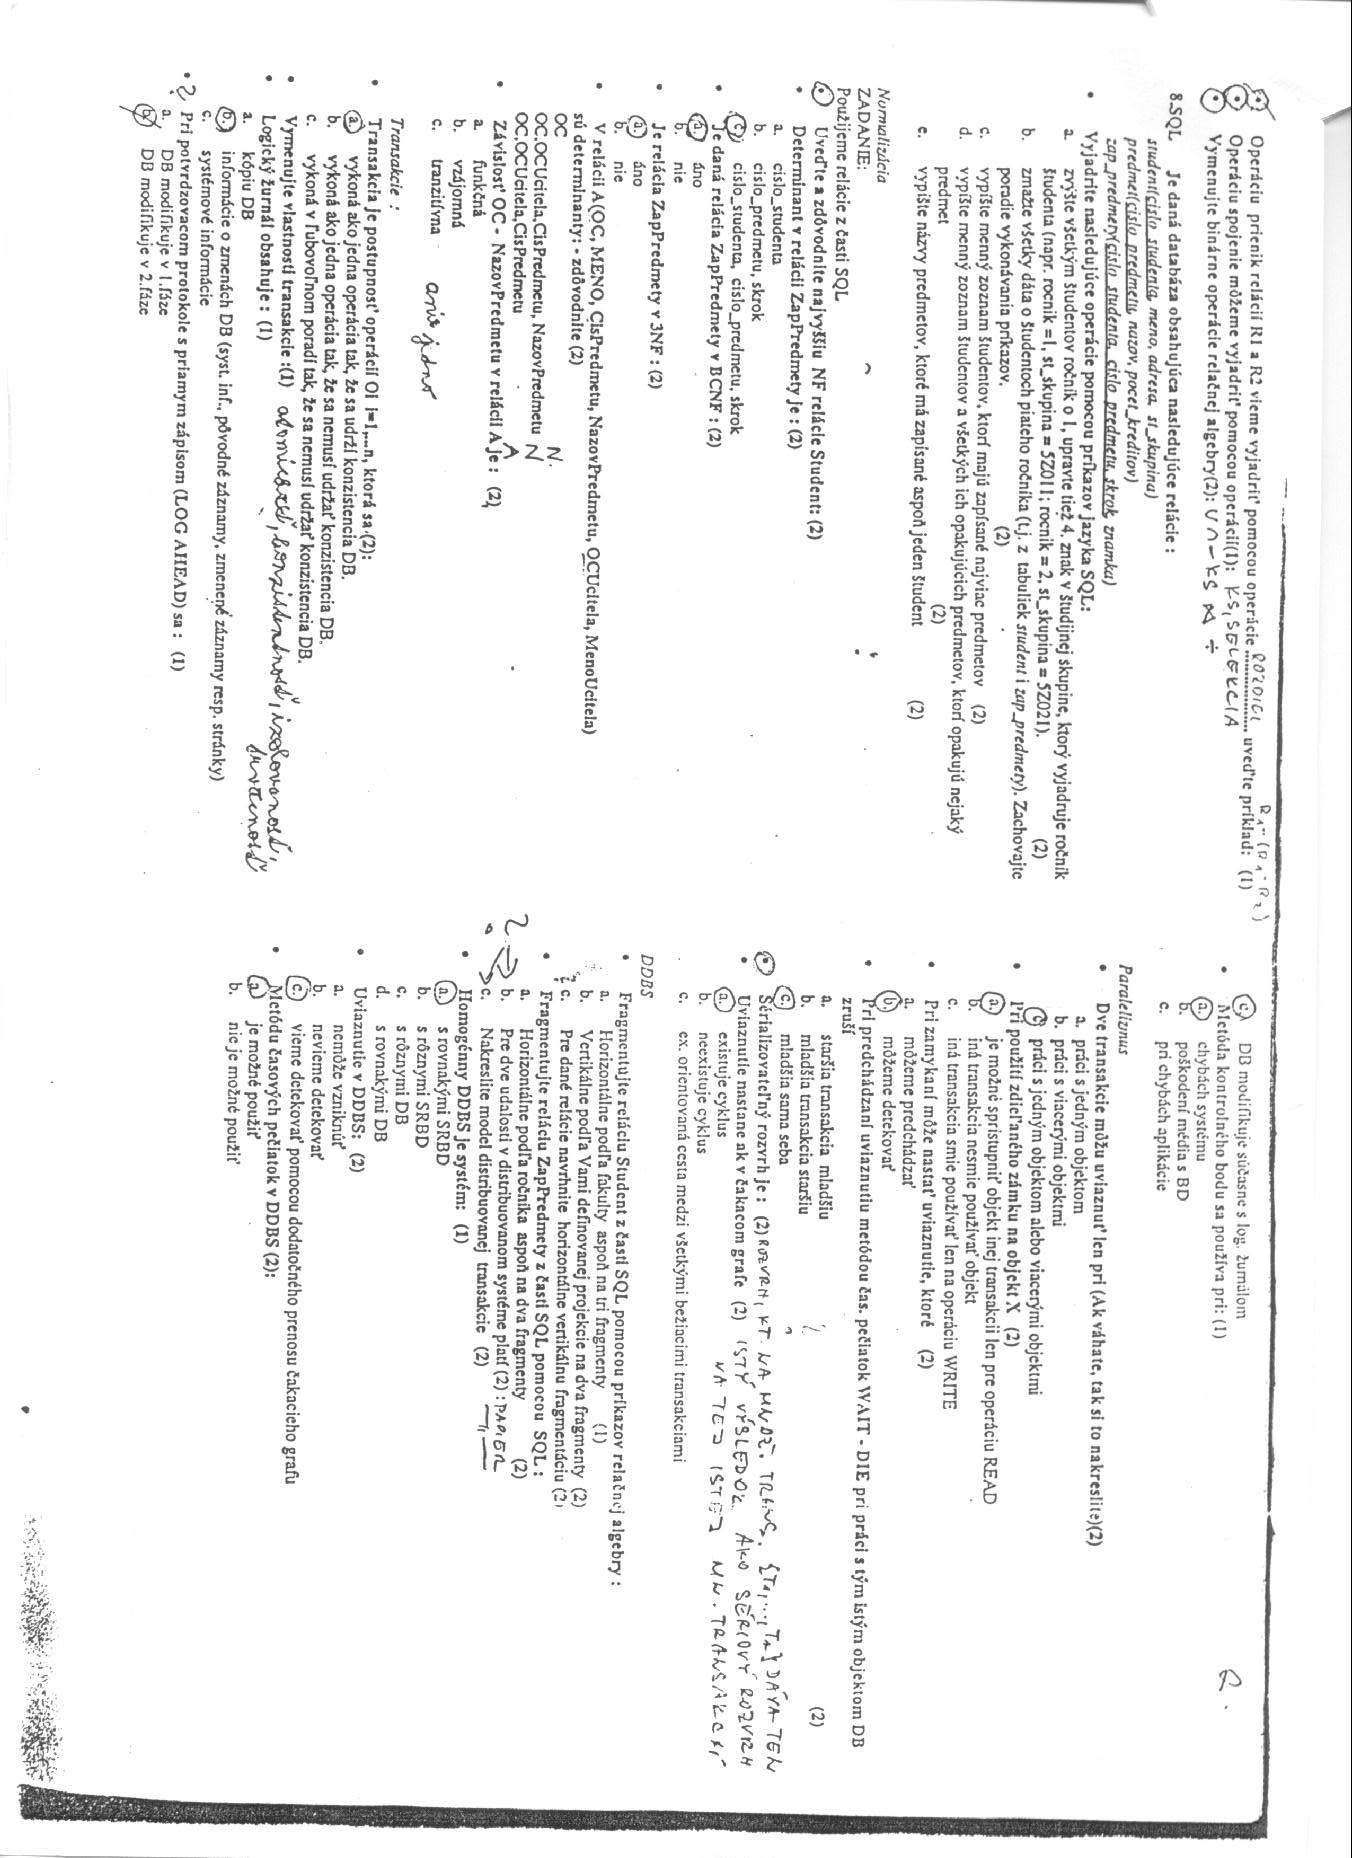 Operáciu prienik relácií R1 a R2 vieme vyjadriť pomocou operácie ROZDIEL uveďte príklad: (1) R1-(R1-R2)
Operáciu spojenie môžeme vyjadriť pomocou operácií(1): KS, SELEKCIA
Vymenujte binárne operácie relačnej algebry(2): ∪ ∩ - KS ⋈ ÷
8.SQL Je daná databáza obsahujúca nasledujúce relácie :
student(cislo_studenta, meno, adresa, st_skupina)
predmet(cislo_predmetu, nazov, pocet_kreditov)
zap_predmety(cislo_studenta, cislo_predmetu, skrok, znamka)
• Vyjadrite nasledujúce operácie pomocou príkazov jazyka SQL:
a. zvýšte všetkým študentov ročník o 1, upravte tiež 4. znak v študijnej skupine, ktorý vyjadruje ročník
študenta (napr. rocnik =1, st_skupina = 5Z011; rocnik = 2, st_skupina = 5Z021). (2)
b. zmažte všetky dáta o študentoch piateho ročníka (t.j. z tabuliek student i zap_predmety). Zachovajte
poradie vykonávania príkazov. (2)
c. vypíšte menný zoznam študentov, ktorí majú zapísané najviac predmetov (2)
d. vypíšte menný zoznam študentov a všetkých ich opakujúcich predmetov, ktorí opakujú nejaký
predmet (2)
e. vypíšte názvy predmetov, ktoré má zapísané aspoň jeden študent (2)
Normalizácia
ZADANIE:
Použijeme relácie z časti SQL
• Uveďte a zdôvodnite najvyššiu NF relácie Student: (2)
• Determinant v relácii ZapPredmety je : (2)
a. cislo_studenta
b. cislo_predmetu, skrok
c. cislo_studenta, cislo_predmetu, skrok
• Je daná relácia ZapPredmety v BCNF : (2)
a. áno
b. nie
• Je relácia ZapPredmety v 3NF : (2)
a. áno
b. nie
• V relácii A(OC, MENO, CisPredmetu, NazovPredmetu, OCUcitela, MenoUcitela)
sú determinanty: - zdôvodnite (2)
OC N.
OC,OCUcitela,CisPredmetu, NazovPredmetu N
OC,OCUcitela,CisPredmetu A
• Závislosť OC - NazovPredmetu v relácii A je : (2)
a. funkčná
b. vzájomná
c. tranzitívna
ani jedno
Transakcie :
• Transakcia je postupnosť operácií Oi i=1,...n, ktorá sa (2):
a. vykoná ako jedna operácia tak, že sa udrží konzistencia DB.
b. vykoná ako jedna operácia tak, že sa nemusí udržať konzistencia DB.
c. vykoná v ľubovoľnom poradí tak, že sa nemusí udržať konzistencia DB.
• Vymenujte vlastnosti transakcie :(1) atomicosť, konzistentnosť, izolovanosť, trvácnosť
• Logický žurnál obsahuje : (1)
a. kópiu DB
b. informácie o zmenách DB (syst. inf., pôvodné záznamy, zmenené záznamy resp. stránky)
c. systémové informácie
• ? Pri potvrdzovacom protokole s priamym zápisom (LOG AHEAD) sa : (1)
a. DB modifikuje v 1.fáze
b. DB modifikuje v 2.fáze
c. DB modifikuje súčasne s log. žurnálom
• Metóda kontrolného bodu sa používa pri: (1)
a. chybách systému
b. poškodení média s BD
c. pri chybách aplikácie
R.
Paralelizmus
• Dve transakcie môžu uviaznuť len pri (Ak váhate, tak si to nakreslite)(2)
a. práci s jedným objektom
b. práci s viacerými objektmi
c. práci s jedným objektom alebo viacerými objektmi
• Pri použití zdieľaného zámku na objekt X (2)
a. je možné sprístupniť objekt inej transakcii len pre operáciu READ
b. iná transakcia nesmie používať objekt
c. iná transakcia smie používať len na operáciu WRITE
• Pri zamykaní môže nastať uviaznutie, ktoré (2)
a. môžeme predchádzať
b. môžeme detekovať
• Pri predchádzaní uviaznutiu metódou čas. pečiatok WAIT - DIE pri práci s tým istým objektom DB
zruší (2)
a. staršia transakcia mladšiu
b. mladšia transakcia staršiu
c. mladšia sama seba
• Sérializovateľný rozvrh je : (2) ROZVRH, KT. NA MNOŽ. TRANS. {T1,..., Tn} DÁVA TEN
ISTÝ VÝSLEDOK AKO SÉRIOVÝ ROZVRH
NA TEJ ISTEJ MN. TRANSAKCIÍ
• Uviaznutie nastane ak v čakacom grafe (2)
a. existuje cyklus
b. neexistuje cyklus
c. ex. orientovaná cesta medzi všetkými bežiacimi transakciami
DDBS
• Fragmentujte reláciu Student z časti SQL pomocou príkazov relačnej algebry :
a. Horizontálne podľa fakulty aspoň na tri fragmenty (1)
b. Vertikálne podľa Vami definovanej projekcie na dva fragmenty (2)
c. Pre dané relácie navrhnite horizontálne vertikálnu fragmentáciu (2)
• Fragmentujte reláciu ZapPredmety z časti SQL pomocou SQL :
a. Horizontálne podľa ročníka aspoň na dva fragmenty (2)
b. Pre dve udalosti v distribuovanom systéme platí (2) : PAPIER
c. Nakreslite model distribuovanej transakcie (2) —"—
• Homogénny DDBS je systém: (1)
a. s rovnakými SRBD
b. s rôznymi SRBD
c. s rôznymi DB
d. s rovnakými DB
• Uviaznutie v DDBS: (2)
a. nemôže vzniknúť
b. nevieme detekovať
c. vieme detekovať pomocou dodatočného prenosu čakacieho grafu
• Metódu časových pečiatok v DDBS (2):
a. je možné použiť
b. nie je možné použiť